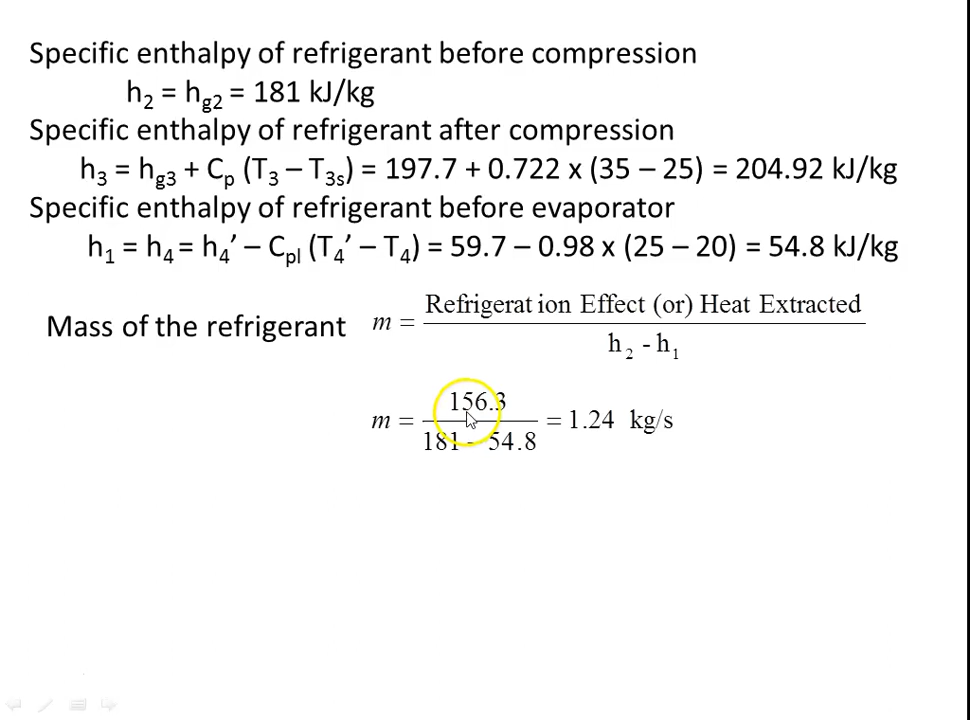 Specific enthalpy of refrigerant before compression
h2 = hg2 = 181 kJ/kg
Specific enthalpy of refrigerant after compression
h3 = hg3 + Cp (T3 – T3s) = 197.7 + 0.722 x (35 – 25) = 204.92 kJ/kg
Specific enthalpy of refrigerant before evaporator
h1 = h4 = h4’ – Cpl (T4’ – T4) = 59.7 – 0.98 x (25 – 20) = 54.8 kJ/kg
Mass of the refrigerant m = Refrigerat ion Effect (or) Heat Extracted
h2 - h1
m = 156.3 / 181 – 54.8 = 1.24 kg/s